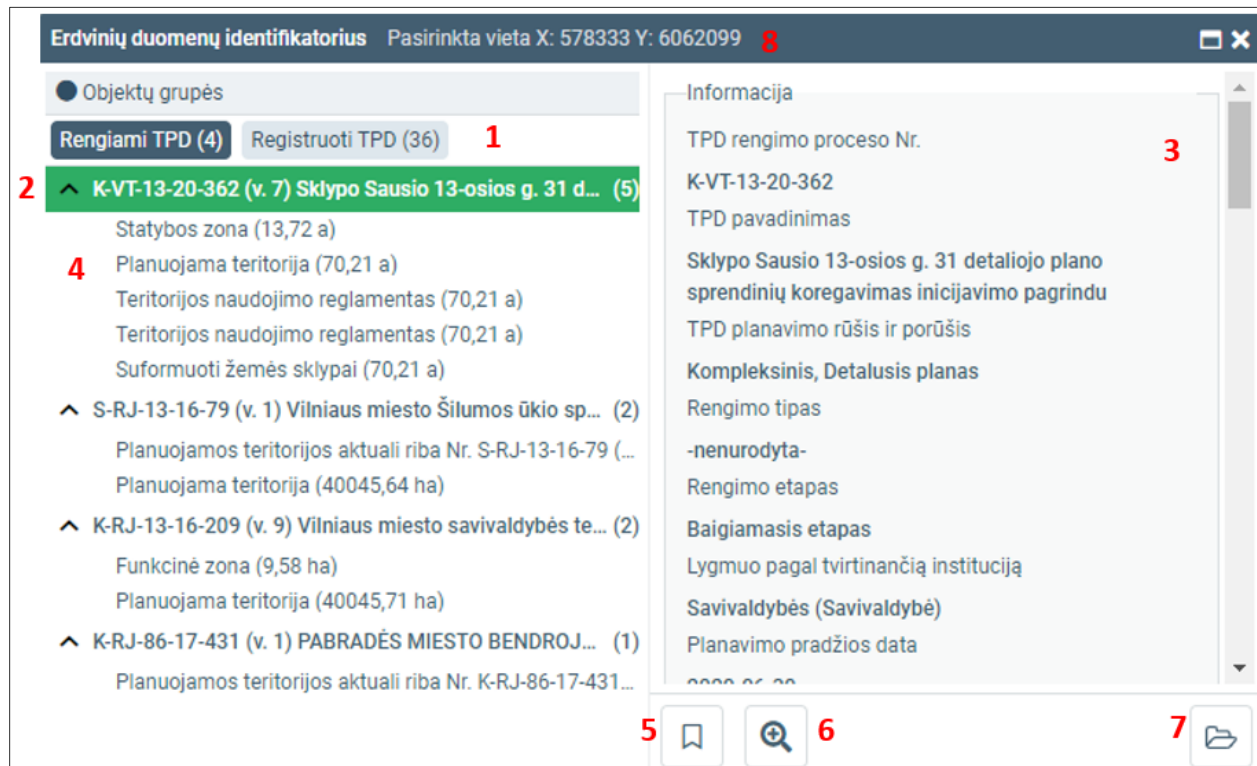 Erdvinių duomenų identifikatorius Pasirinkta vieta X: 578333 Y: 6062099 8
Objektų grupės
Rengiami TPD (4) Registruoti TPD (36) 1
2 K-VT-13-20-362 (v. 7) Sklypo Sausio 13-osios g. 31 d... (5)
Statybos zona (13,72 a)
4 Planuojama teritorija (70,21 a)
Teritorijos naudojimo reglamentas (70,21 a)
Teritorijos naudojimo reglamentas (70,21 a)
Suformuoti žemės sklypai (70,21 a)
S-RJ-13-16-79 (v. 1) Vilniaus miesto Šilumos ūkio sp... (2)
Planuojamos teritorijos aktuali riba Nr. S-RJ-13-16-79 (...
Planuojama teritorija (40045,64 ha)
K-RJ-13-16-209 (v. 9) Vilniaus miesto savivaldybės te... (2)
Funkcinė zona (9,58 ha)
Planuojama teritorija (40045,71 ha)
K-RJ-86-17-431 (v. 1) PABRADĖS MIESTO BENDROJ... (1)
Planuojamos teritorijos aktuali riba Nr. K-RJ-86-17-431...
Informacija
TPD rengimo proceso Nr. 3
K-VT-13-20-362
TPD pavadinimas
Sklypo Sausio 13-osios g. 31 detaliojo plano
sprendinių koregavimas inicijavimo pagrindu
TPD planavimo rūšis ir porūšis
Kompleksinis, Detalusis planas
Rengimo tipas
-nenurodyta-
Rengimo etapas
Baigiamasis etapas
Lygmuo pagal tvirtinančią instituciją
Savivaldybės (Savivaldybė)
Planavimo pradžios data
5 6 7